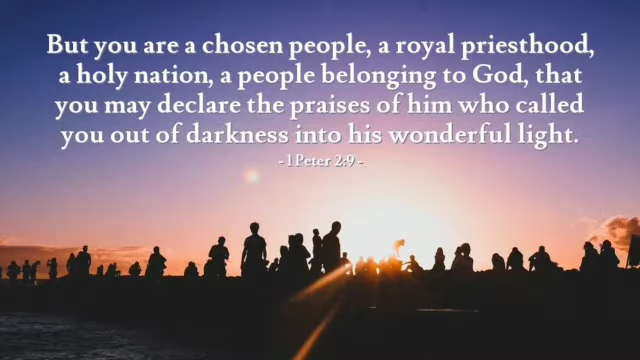 But you are a chosen people, a royal priesthood,
a holy nation, a people belonging to God, that
you may declare the praises of him who called
you out of darkness into his wonderful light.
- 1 Peter 2:9 -